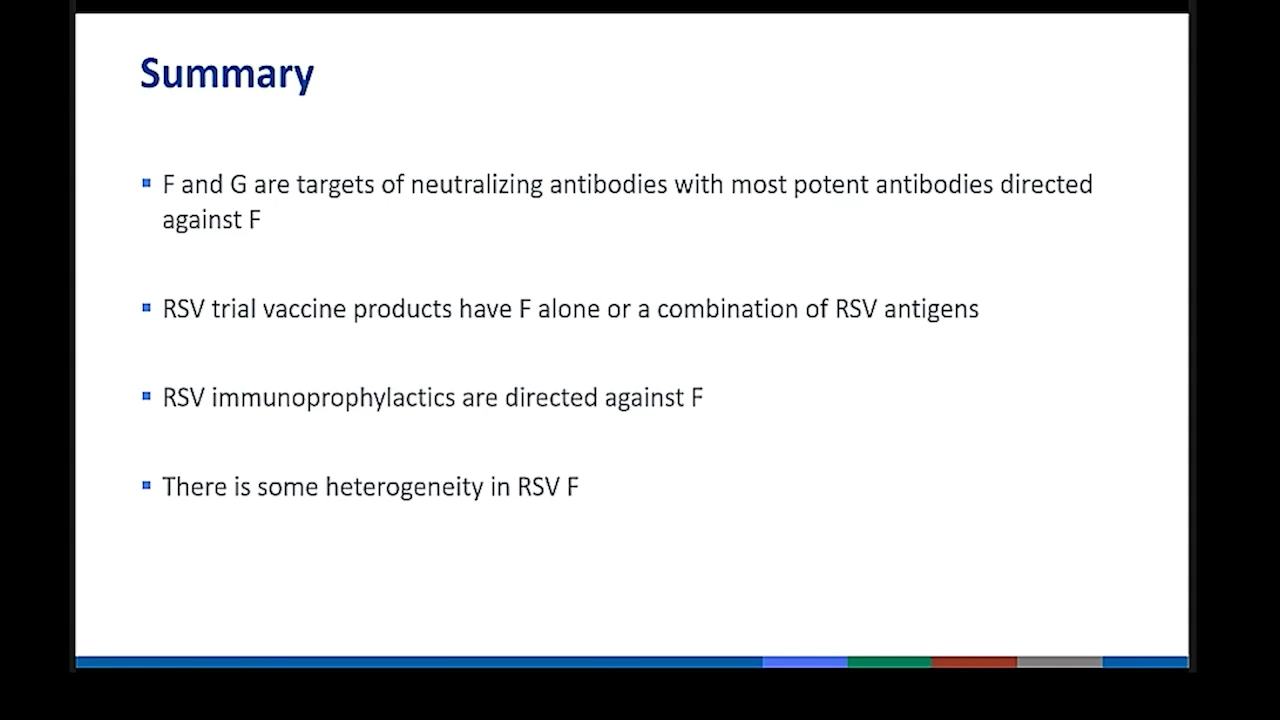 Summary
F and G are targets of neutralizing antibodies with most potent antibodies directed
against F
RSV trial vaccine products have F alone or a combination of RSV antigens
RSV immunoprophylactics are directed against F
There is some heterogeneity in RSV F